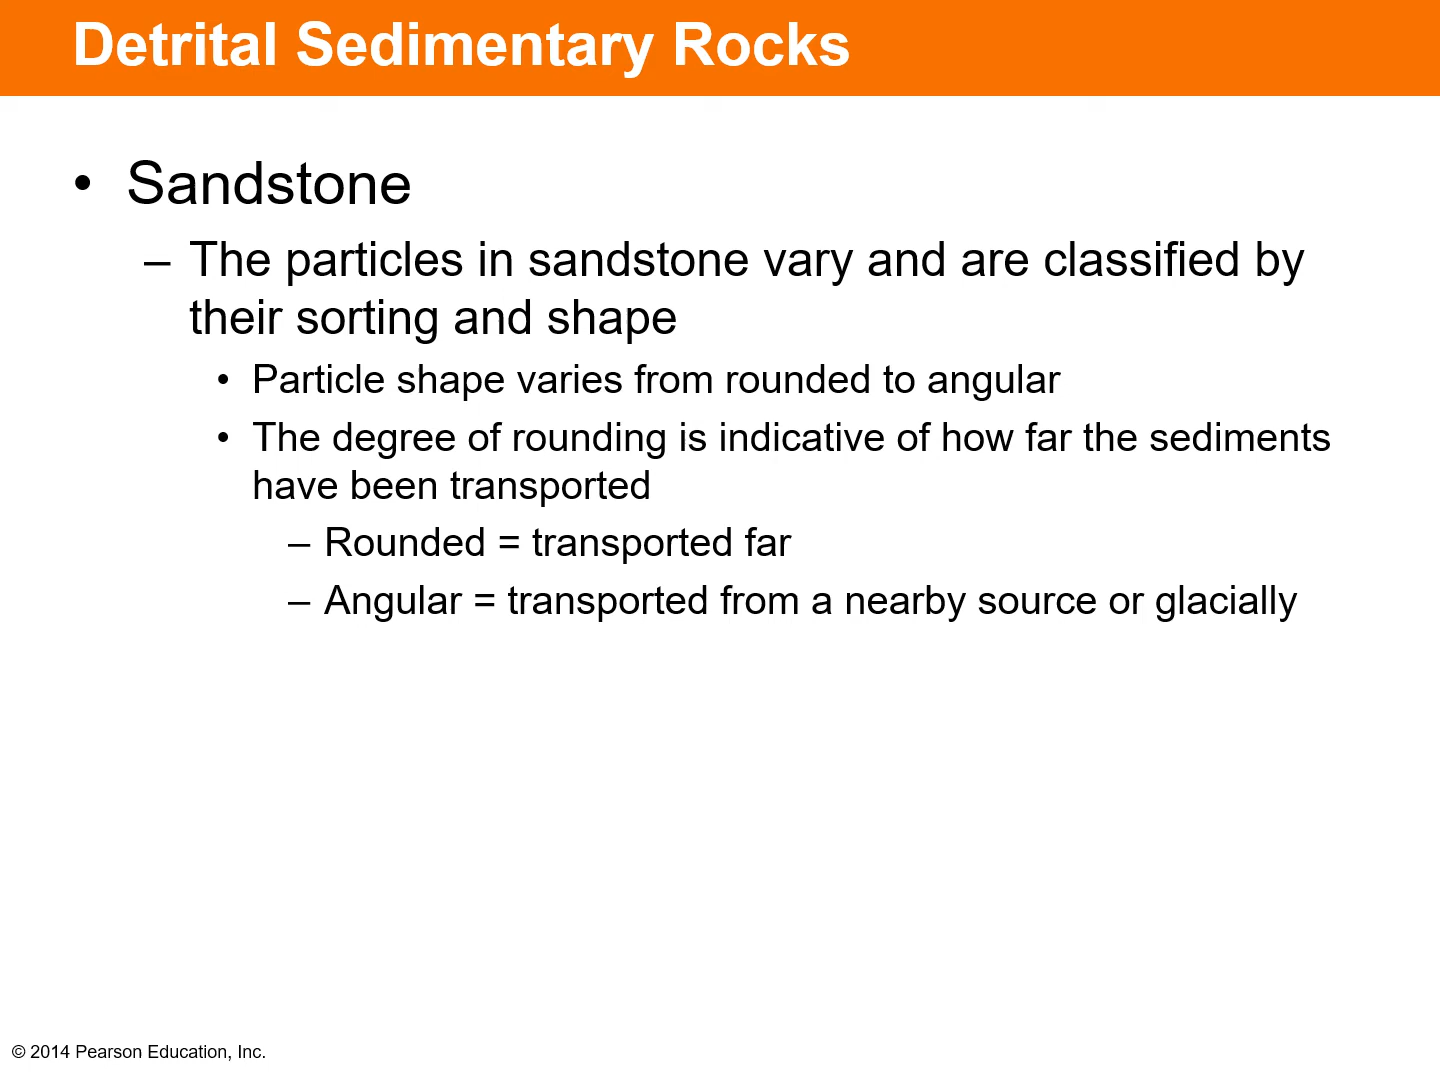 Detrital Sedimentary Rocks
• Sandstone
– The particles in sandstone vary and are classified by
their sorting and shape
• Particle shape varies from rounded to angular
• The degree of rounding is indicative of how far the sediments
have been transported
– Rounded = transported far
– Angular = transported from a nearby source or glacially
© 2014 Pearson Education, Inc.